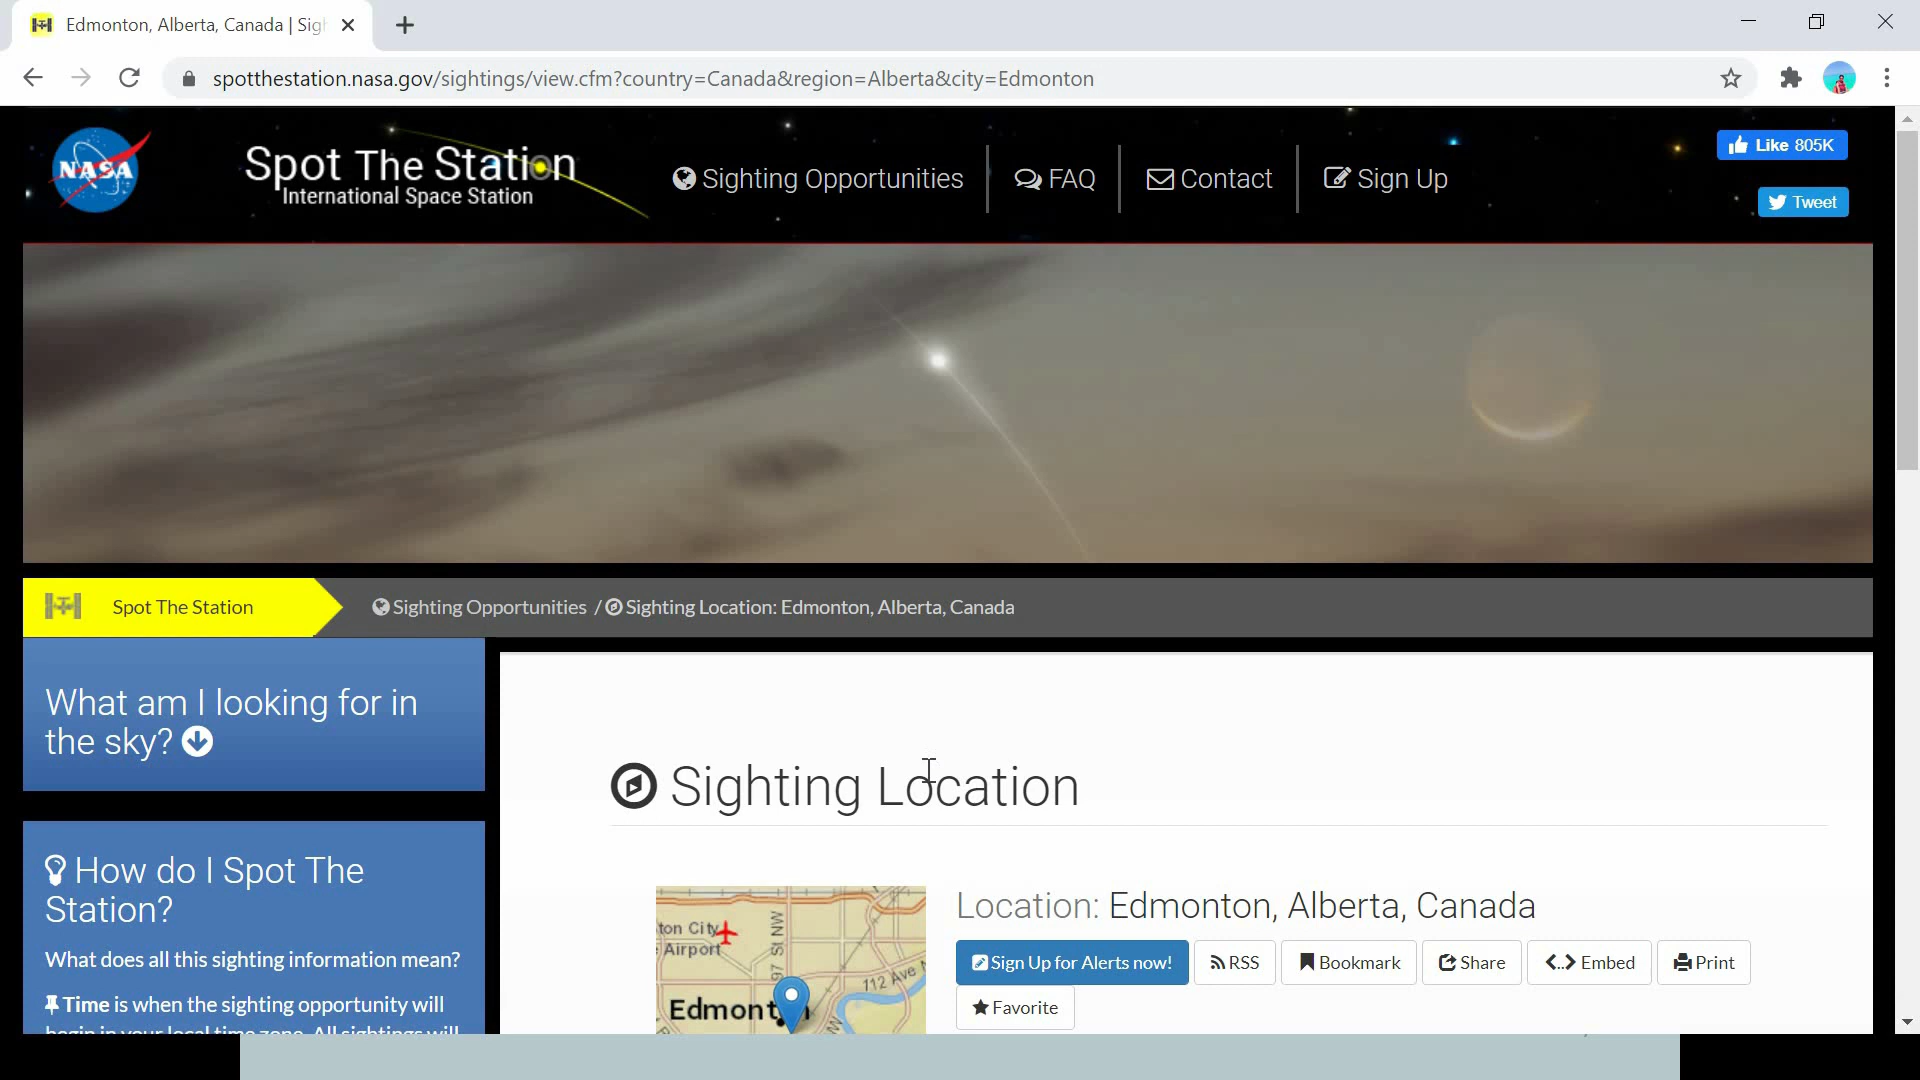 Edmonton, Alberta, Canada | Sigh
spotthestation.nasa.gov/sightings/view.cfm?country=Canada&region=Alberta&city=Edmonton
NASA
Spot The Station
International Space Station
Sighting Opportunities
FAQ
Contact
Sign Up
Like 805K
Tweet
Spot The Station
Sighting Opportunities / Sighting Location: Edmonton, Alberta, Canada
What am I looking for in
the sky?
How do I Spot The
Station?
What does all this sighting information mean?
Time is when the sighting opportunity will
begin in your local time zone. All sightings will
Sighting Location
ton City
Airport
97 St NW
112 Ave N
Edmonton
Location: Edmonton, Alberta, Canada
Sign Up for Alerts now!
RSS
Bookmark
Share
Embed
Print
Favorite